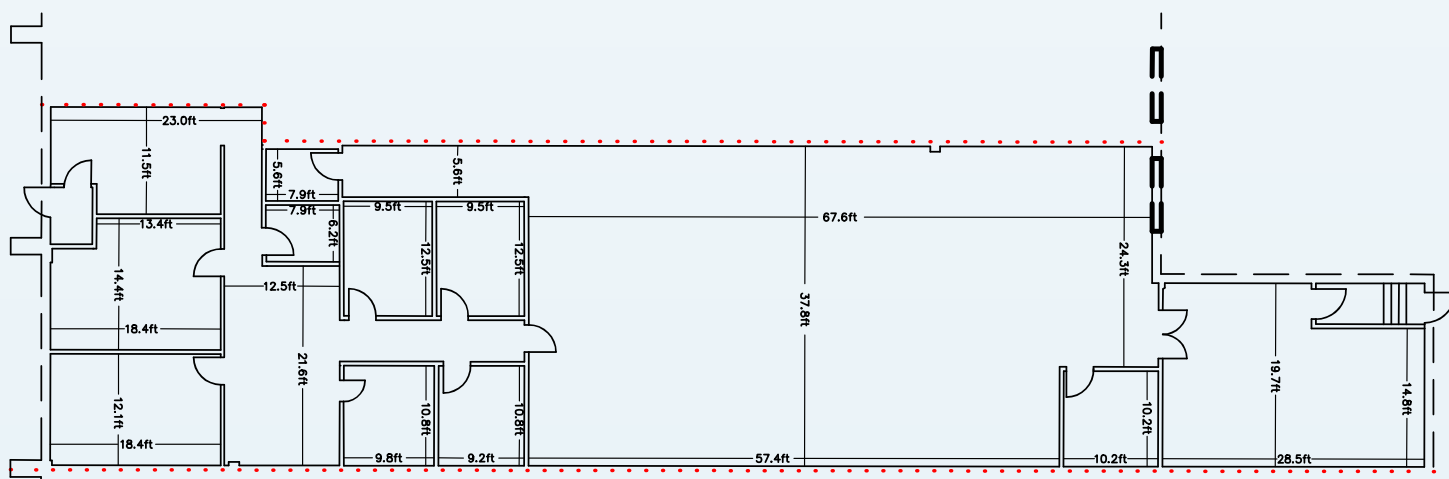 23.0ft
11.5ft
5.6ft
7.9ft
5.6ft
7.9ft
6.2ft
9.5ft
9.5ft
67.6ft
13.4ft
14.4ft
12.5ft
12.5ft
24.3ft
12.5ft
37.8ft
18.4ft
21.6ft
19.7ft
14.8ft
12.1ft
10.8ft
10.8ft
10.2ft
18.4ft
9.8ft
9.2ft
57.4ft
10.2ft
28.5ft